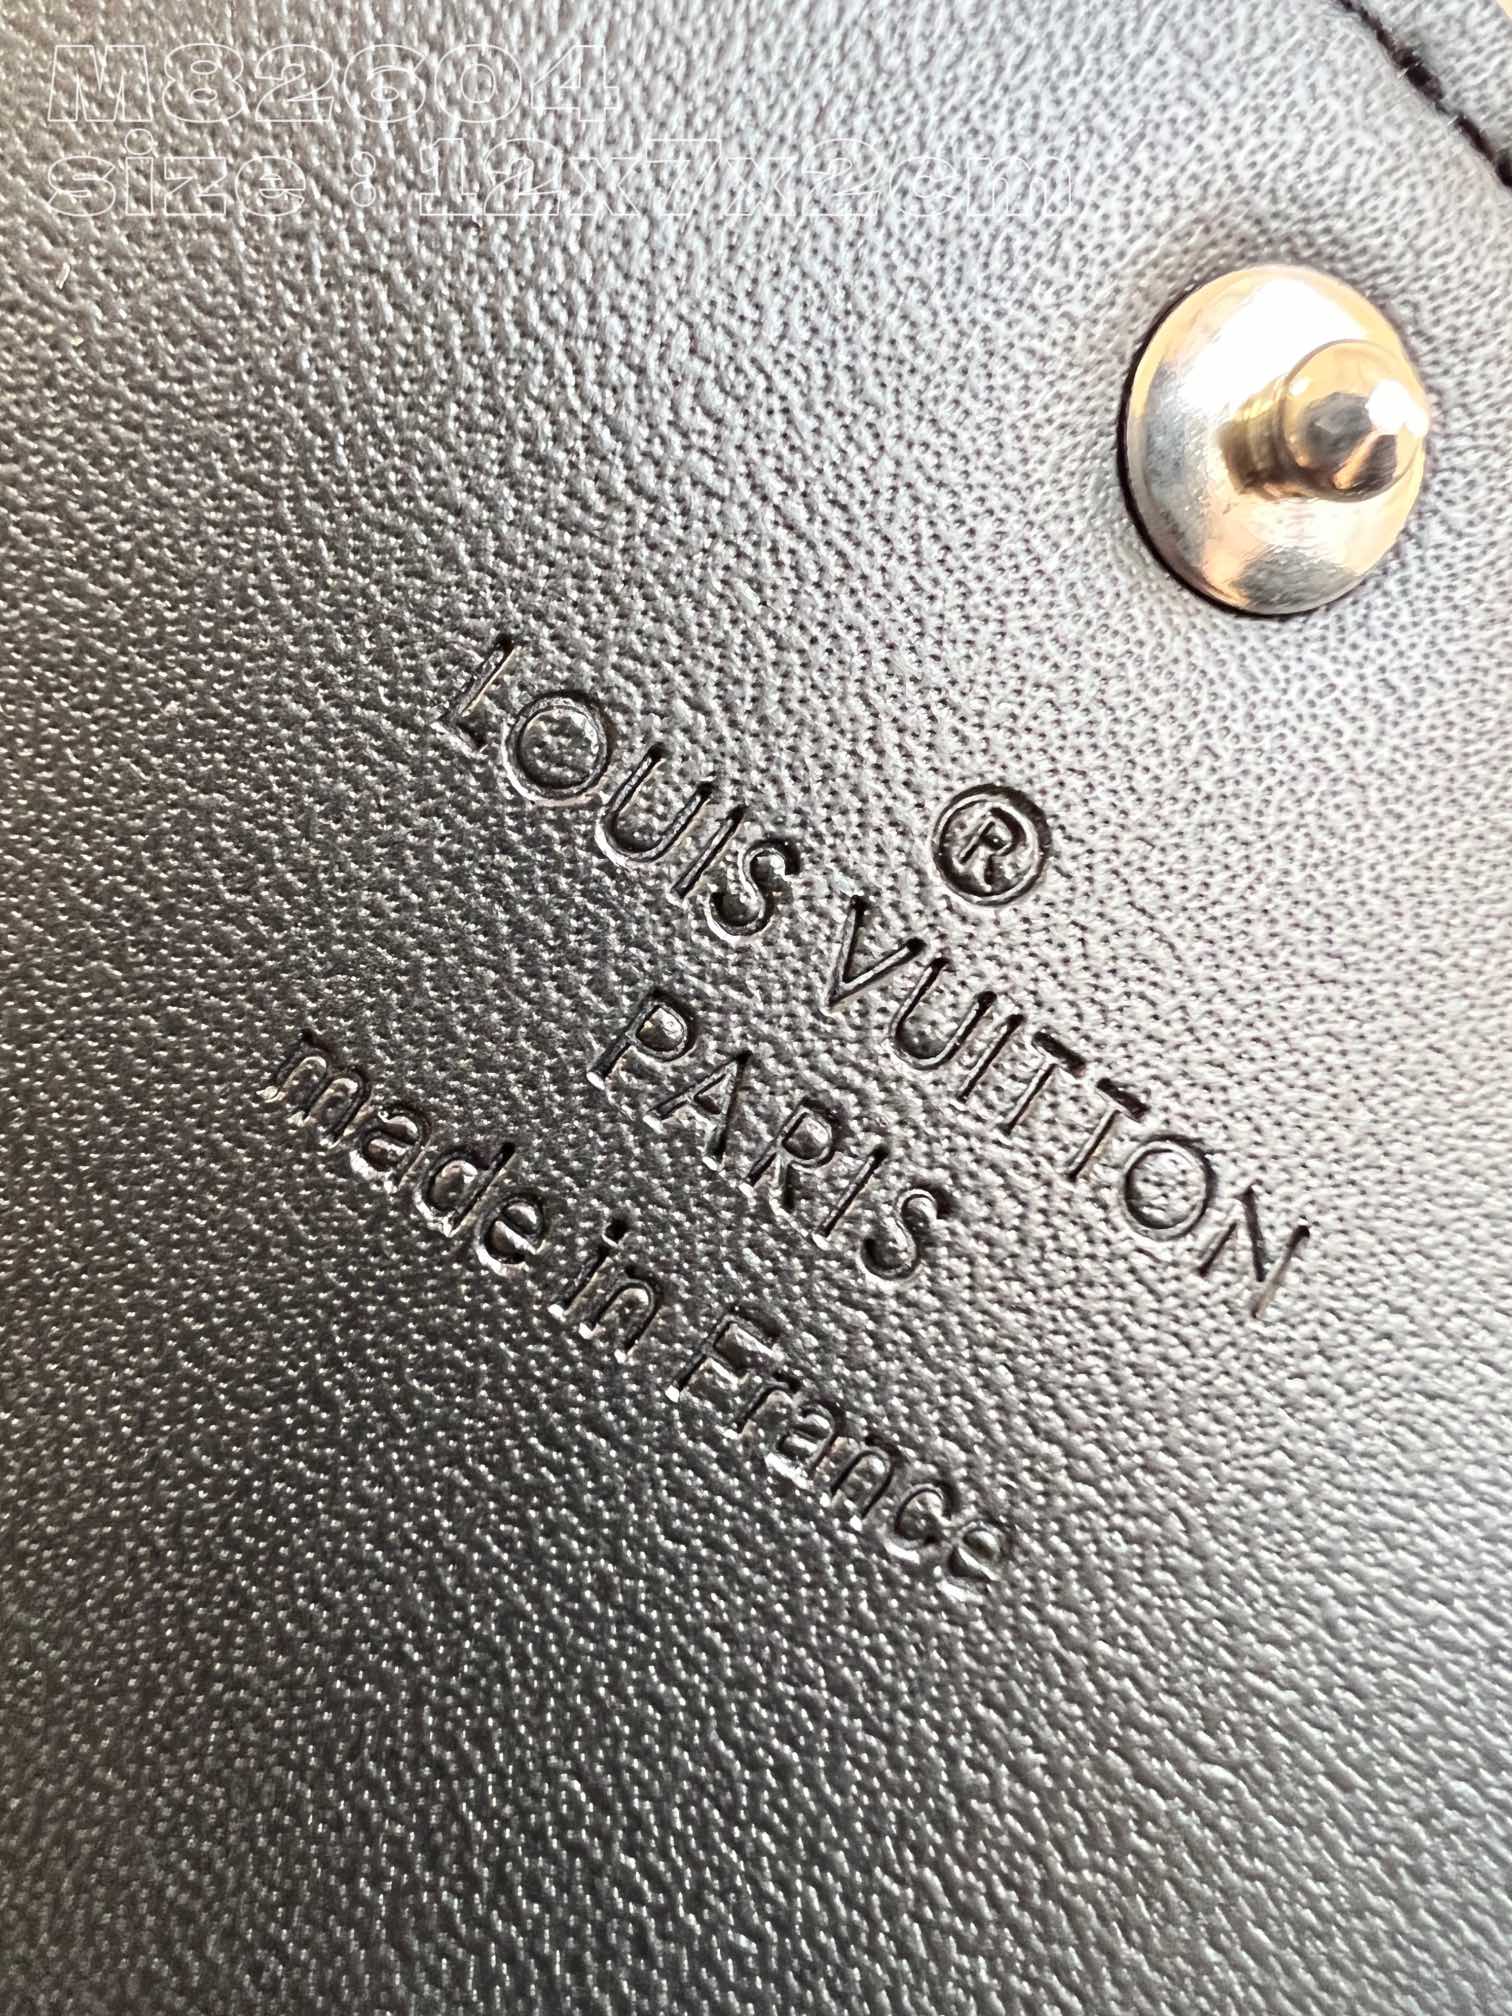 M82604
size : 12x7x2cm
®
LOUIS VUITTON
PARIS
made in France